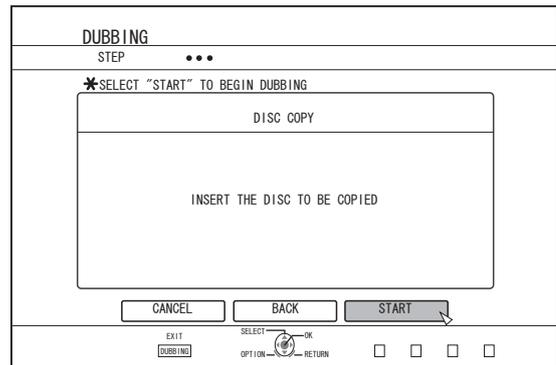 DUBBING
STEP
✱SELECT "START" TO BEGIN DUBBING
DISC COPY
INSERT THE DISC TO BE COPIED
CANCEL BACK START
EXIT SELECT OK
DUBBING OPTION RETURN